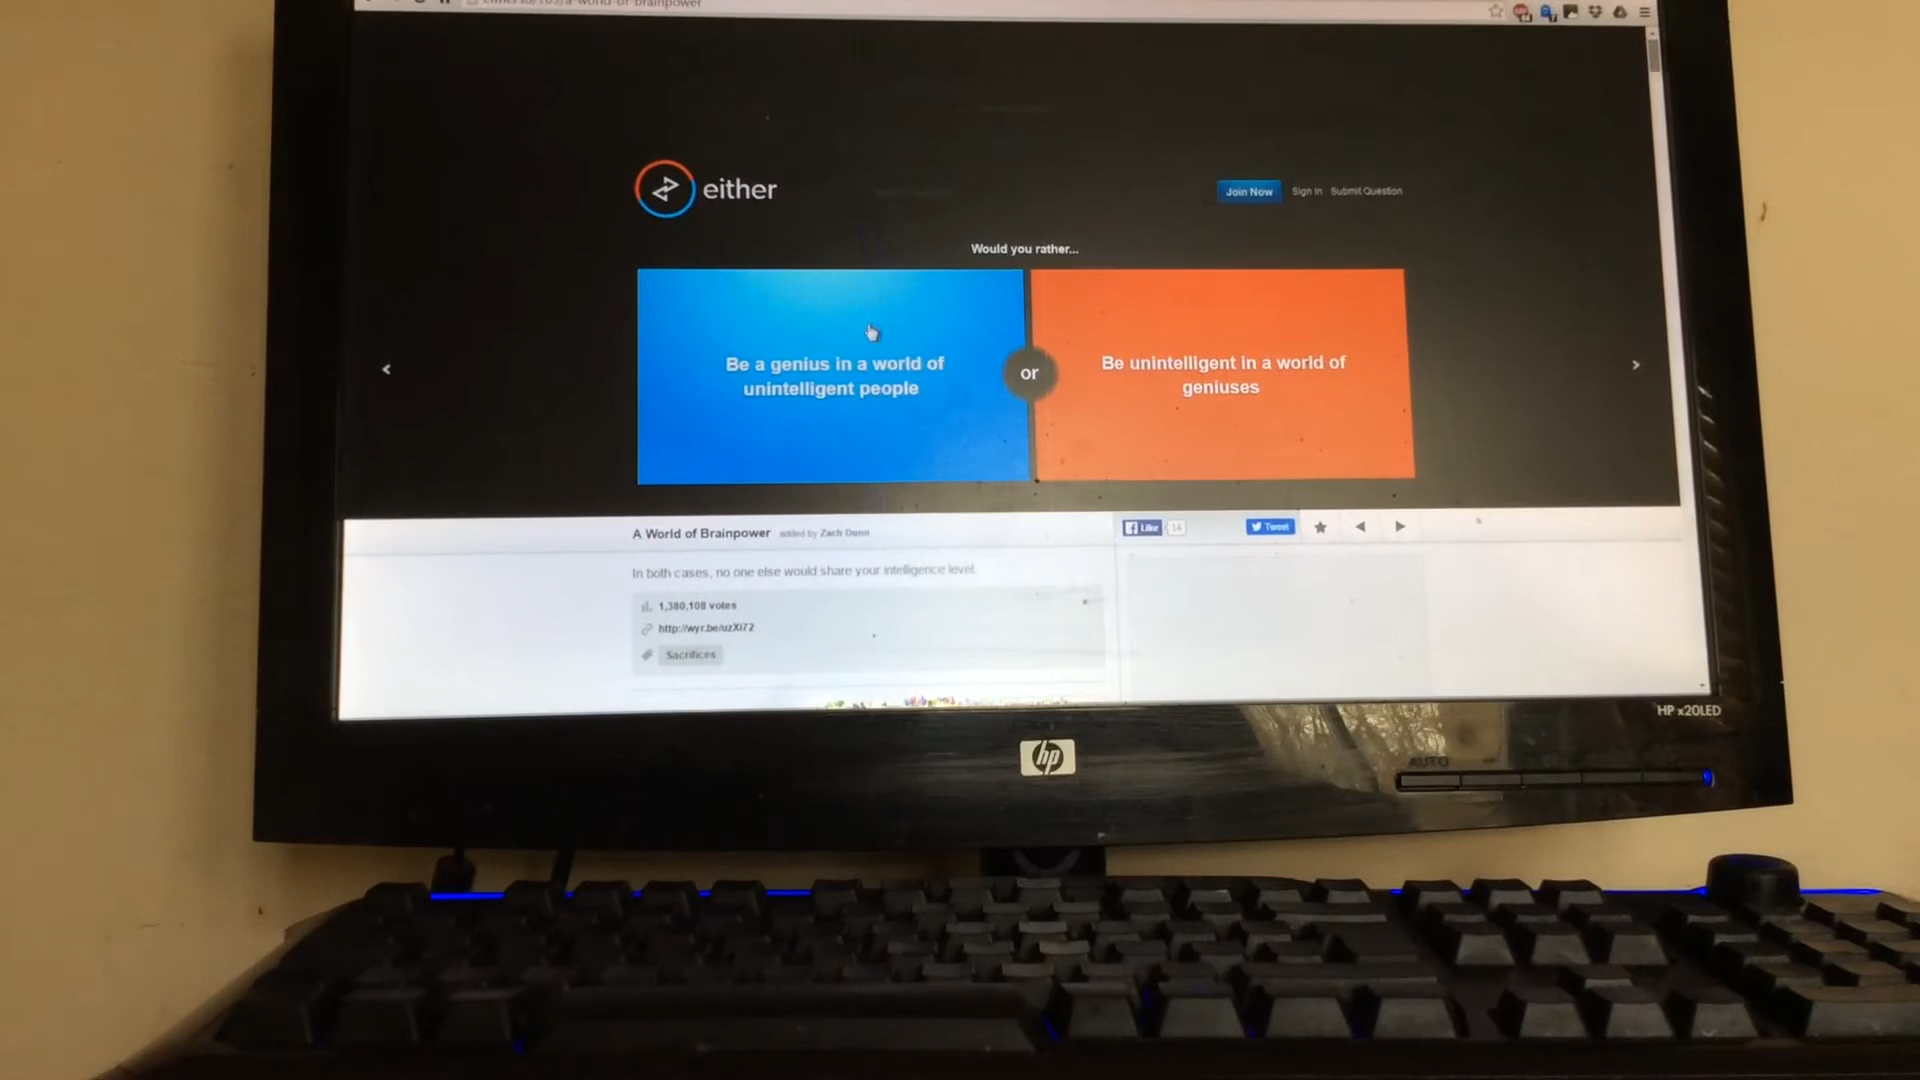 either
Join Now Sign In Submit Question
Would you rather...
Be a genius in a world of
unintelligent people
or
Be unintelligent in a world of
geniuses
A World of Brainpower added by Zach Dunn
Like 14
Tweet
In both cases, no one else would share your intelligence level.
1,380,108 votes
http://wyr.be/uzXi72
Sacrifices
HP x20LED
hp
AUTO